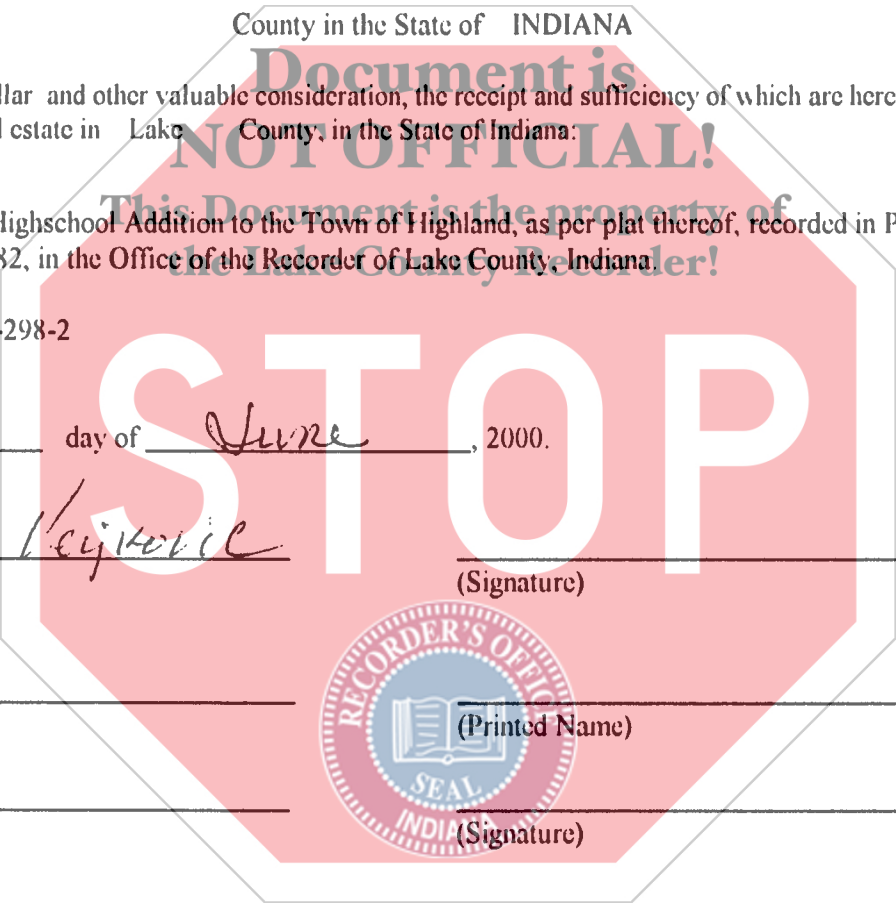 County in the State of INDIANA
Document is
llar and other valuable consideration, the receipt and sufficiency of which are here
l estate in Lake County, in the State of Indiana:
NOT OFFICIAL!
This Document is the property of
Highschool Addition to the Town of Highland, as per plat thereof, recorded in P
32, in the Office of the Recorder of Lake County, Indiana.
the Lake County Recorder!
-298-2
STOP
day of June, 2000.
(Signature)
RECORDER'S OFFICE
(Printed Name)
SEAL
INDIANA
(Signature)